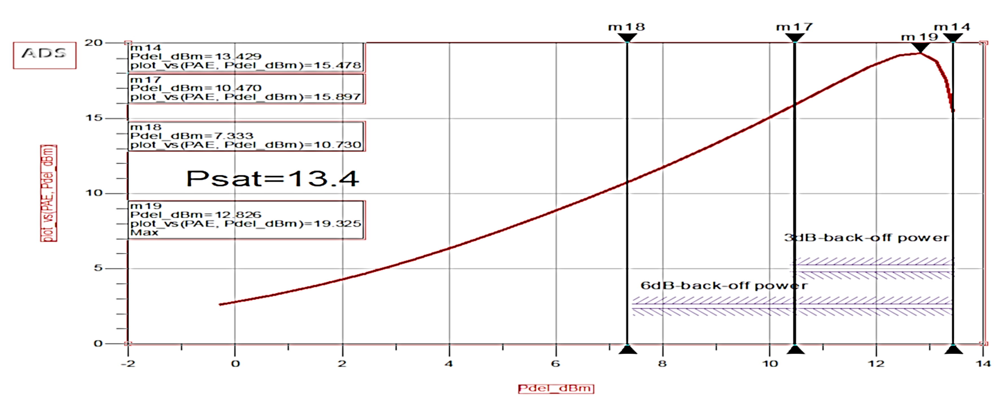 m18
m17
m14
m19
ADS
20
m14
Pdel_dBm=13.429
plot_vs(PAE, Pdel_dBm)=15.478
m17
Pdel_dBm=10.470
plot_vs(PAE, Pdel_dBm)=15.897
15
m18
Pdel_dBm=7.333
plot_vs(PAE, Pdel_dBm)=10.730
Psat=13.4
10
m19
Pdel_dBm=12.826
plot_vs(PAE, Pdel_dBm)=19.325
Max
plot_vs(PAE, Pdel_dBm)
3dB-back-off power
5
6dB-back-off power
0
-2 0 2 4 6 8 10 12 14
Pdel_dBm